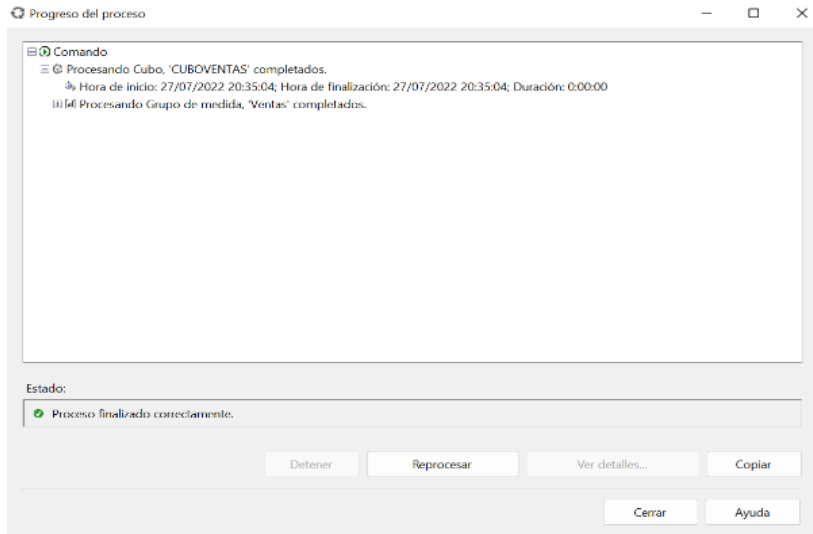 Progreso del proceso
Comando
Procesando Cubo, 'CUBOVENTAS' completados.
Hora de inicio: 27/07/2022 20:35:04; Hora de finalización: 27/07/2022 20:35:04; Duración: 0:00:00
Procesando Grupo de medida, 'Ventas' completados.
Estado:
Proceso finalizado correctamente.
Detener Reprocesar Ver detalles... Copiar
Cerrar Ayuda